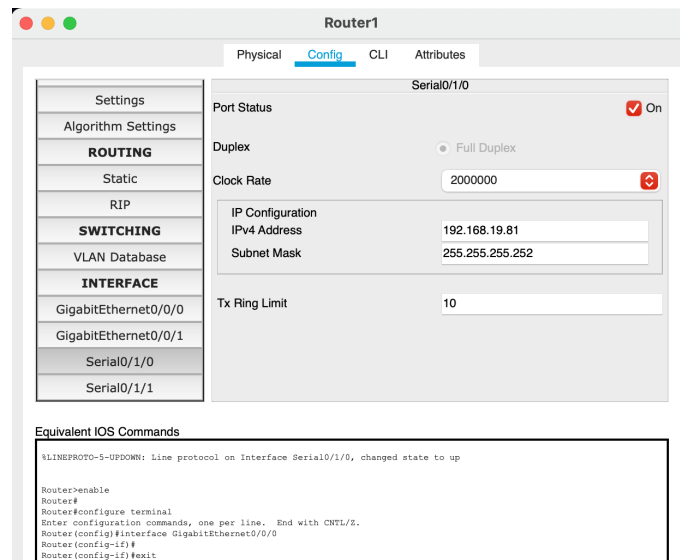 Router1
Physical Config CLI Attributes
Serial0/1/0
Settings
Algorithm Settings
ROUTING
Static
RIP
SWITCHING
VLAN Database
INTERFACE
GigabitEthernet0/0/0
GigabitEthernet0/0/1
Serial0/1/0
Serial0/1/1
Port Status On
Duplex Full Duplex
Clock Rate 2000000
IP Configuration
IPv4 Address 192.168.19.81
Subnet Mask 255.255.255.252
Tx Ring Limit 10
Equivalent IOS Commands
%LINEPROTO-5-UPDOWN: Line protocol on Interface Serial0/1/0, changed state to up
Router>enable
Router#
Router#configure terminal
Enter configuration commands, one per line. End with CNTL/Z.
Router(config)#interface GigabitEthernet0/0/0
Router(config-if)#
Router(config-if)#exit